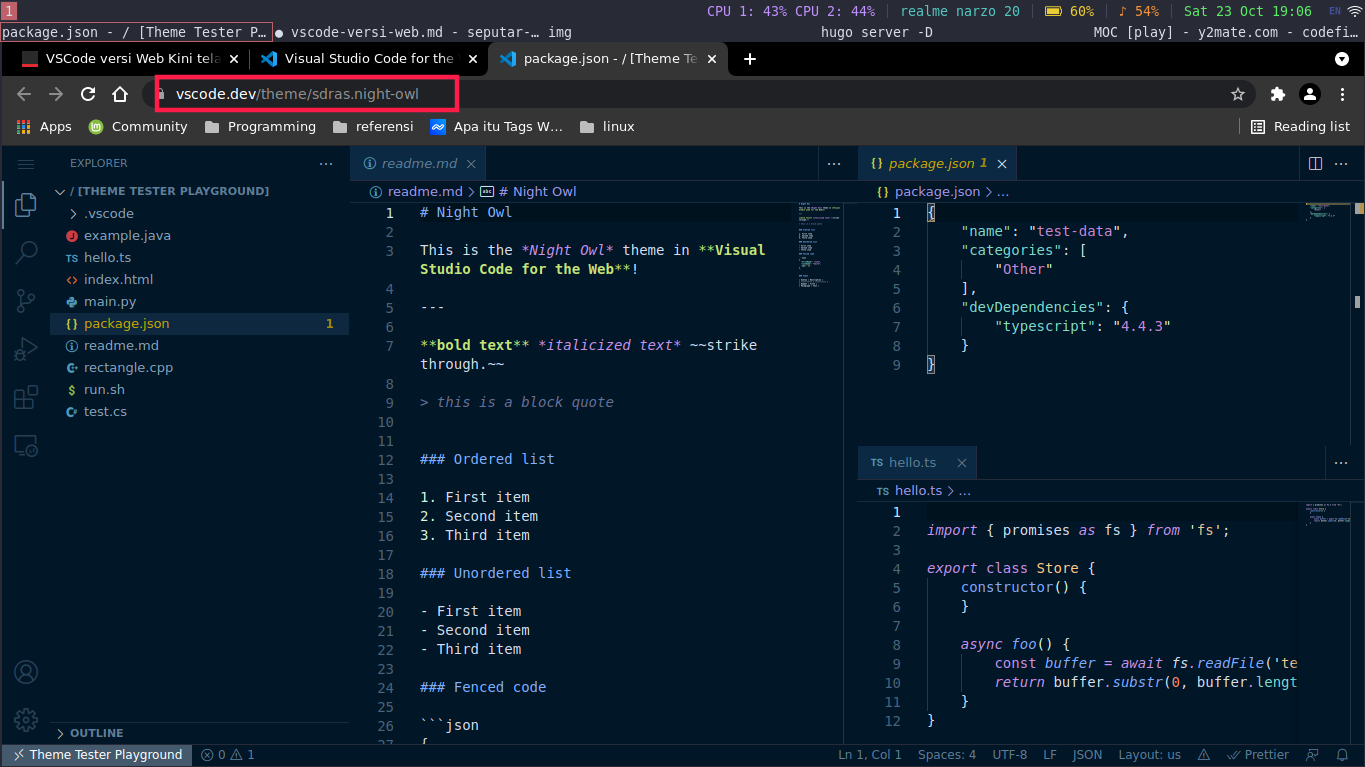 1
CPU 1: 43% CPU 2: 44% realme narzo 20 60% ♪ 54% Sat 23 Oct 19:06 EN
package.json - / [Theme Tester P… ● vscode-versi-web.md - seputar-… img hugo server -D MOC [play] - y2mate.com - codefi…
VSCode versi Web Kini tela Visual Studio Code for the package.json - / [Theme Te
vscode.dev/theme/sdras.night-owl
Apps Community Programming referensi Apa itu Tags W… linux Reading list
EXPLORER
/ [THEME TESTER PLAYGROUND]
.vscode
example.java
TS hello.ts
<> index.html
main.py
{} package.json 1
readme.md
rectangle.cpp
$ run.sh
test.cs
OUTLINE
readme.md
readme.md > abc # Night Owl
1 # Night Owl
2
3 This is the *Night Owl* theme in **Visual
Studio Code for the Web**!
4
5 ---
6
7 **bold text** *italicized text* ~~strike
through.~~
8
9 > this is a block quote
10
11
12 ### Ordered list
13
14 1. First item
15 2. Second item
16 3. Third item
17
18 ### Unordered list
19
20 - First item
21 - Second item
22 - Third item
23
24 ### Fenced code
25
26 ```json
27 {
{} package.json 1
{} package.json > …
1 {
2 "name": "test-data",
3 "categories": [
4 "Other"
5 ],
6 "devDependencies": {
7 "typescript": "4.4.3"
8 }
9 }
TS hello.ts
TS hello.ts > …
1
2 import { promises as fs } from 'fs';
3
4 export class Store {
5 constructor() {
6 }
7
8 async foo() {
9 const buffer = await fs.readFile('te
10 return buffer.substr(0, buffer.lengt
11 }
12 }
Theme Tester Playground 0 1 Ln 1, Col 1 Spaces: 4 UTF-8 LF JSON Layout: us Prettier